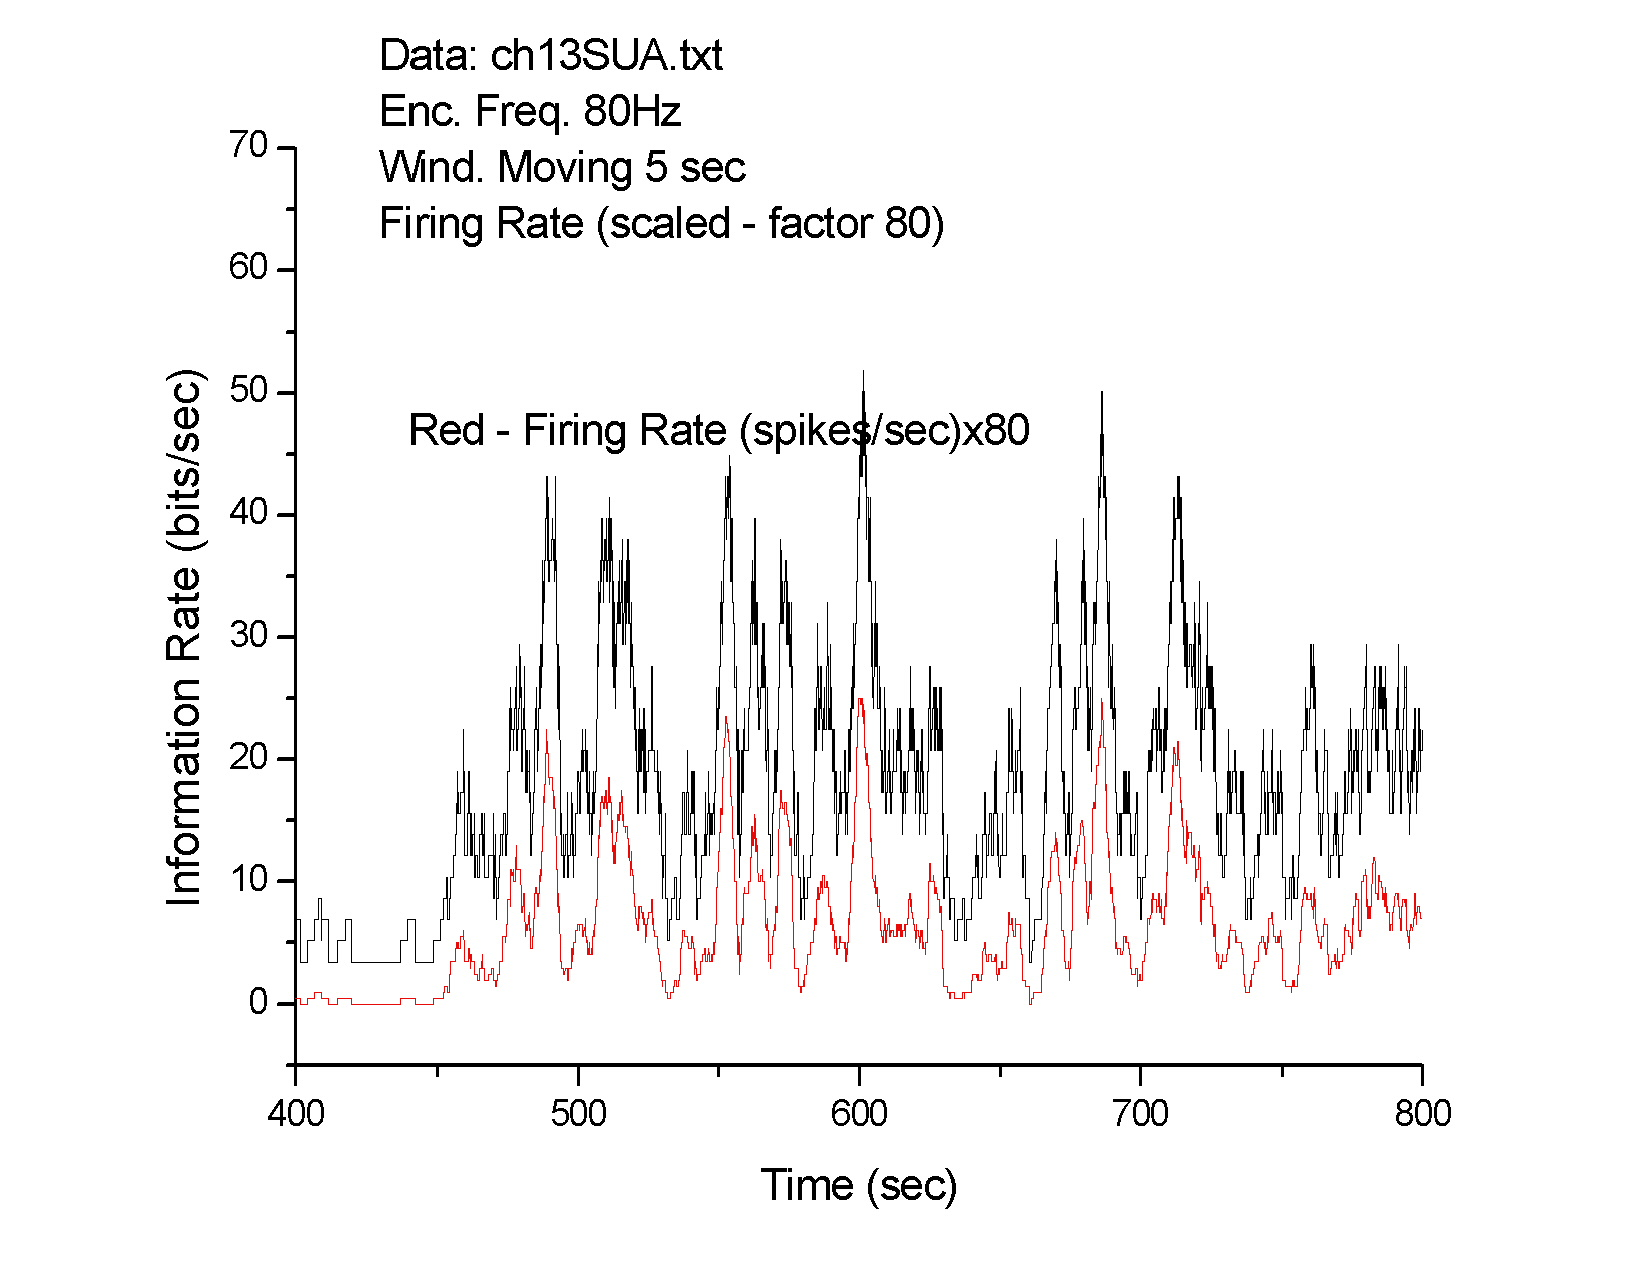 Data: ch13SUA.txt
Enc. Freq. 80Hz
Wind. Moving 5 sec
Firing Rate (scaled - factor 80)
Red - Firing Rate (spikes/sec)x80
Information Rate (bits/sec)
70
60
50
40
30
20
10
0
400 500 600 700 800
Time (sec)